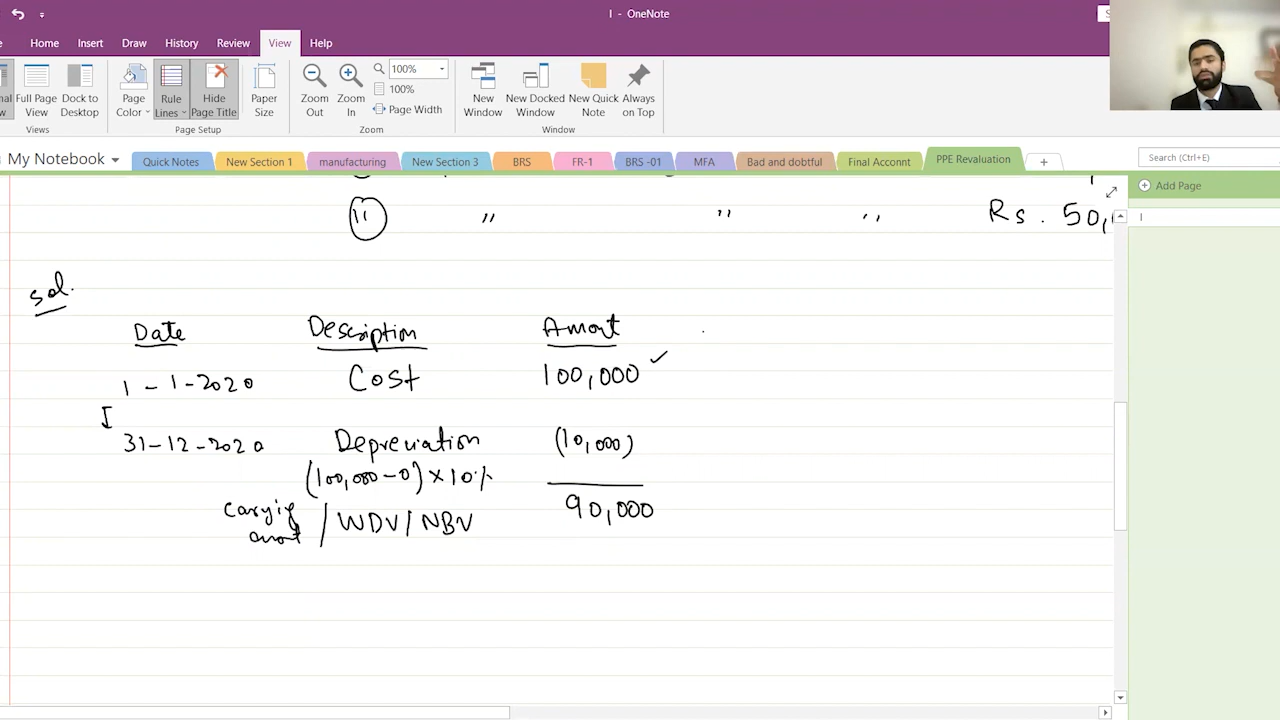 I - OneNote
Home Insert Draw History Review View Help
Full Page View
Dock to Desktop
Views
Page Color
Rule Lines
Hide Page Title
Paper Size
Page Setup
Zoom Out
Zoom In
100%
100%
Page Width
Zoom
New Window
New Docked Window
New Quick Note
Always on Top
Window
My Notebook
Quick Notes New Section 1 manufacturing New Section 3 BRS FR-1 BRS -01 MFA Bad and dobtful Final Acconnt PPE Revaluation +
Search (Ctrl+E)
Add Page
I
ii " " " Rs. 50,
Sol.
Date Description Amount
1-1-2020 Cost 100,000 ✓
31-12-2020 Depreciation (10,000)
(100,000-0) × 10%
Carrying amount / WDV / NBV 90,000